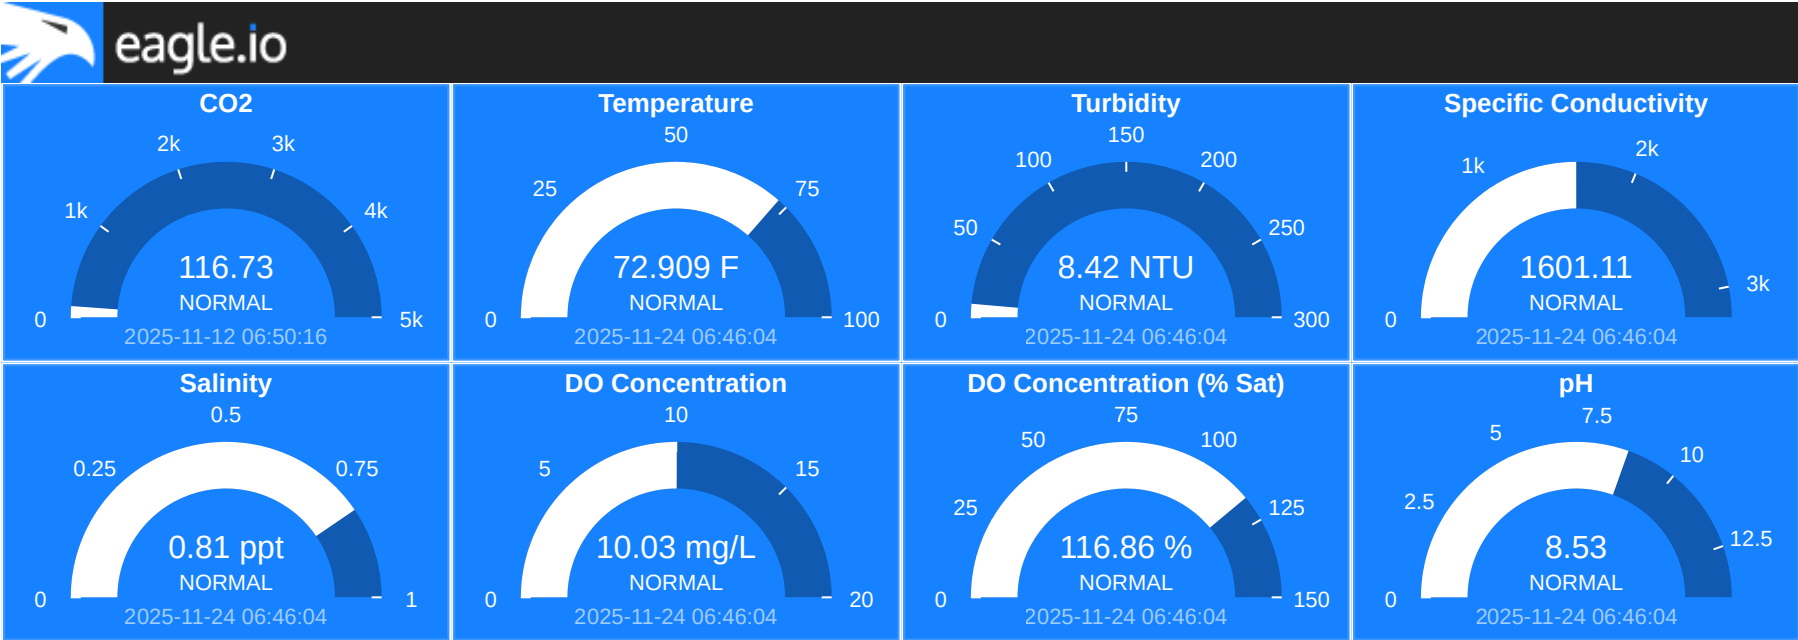 eagle.io
CO2
2k 3k
1k 4k
116.73
NORMAL
0 5k
2025-11-12 06:50:16
Temperature
50
25 75
72.909 F
NORMAL
0 100
2025-11-24 06:46:04
Turbidity
150
100 200
50 250
8.42 NTU
NORMAL
0 300
2025-11-24 06:46:04
Specific Conductivity
2k
1k
1601.11
3k
NORMAL
0
2025-11-24 06:46:04
Salinity
0.5
0.25 0.75
0.81 ppt
NORMAL
0 1
2025-11-24 06:46:04
DO Concentration
10
5 15
10.03 mg/L
NORMAL
0 20
2025-11-24 06:46:04
DO Concentration (% Sat)
75
50 100
25 125
116.86 %
NORMAL
0 150
2025-11-24 06:46:04
pH
7.5
5 10
2.5 12.5
8.53
NORMAL
0
2025-11-24 06:46:04